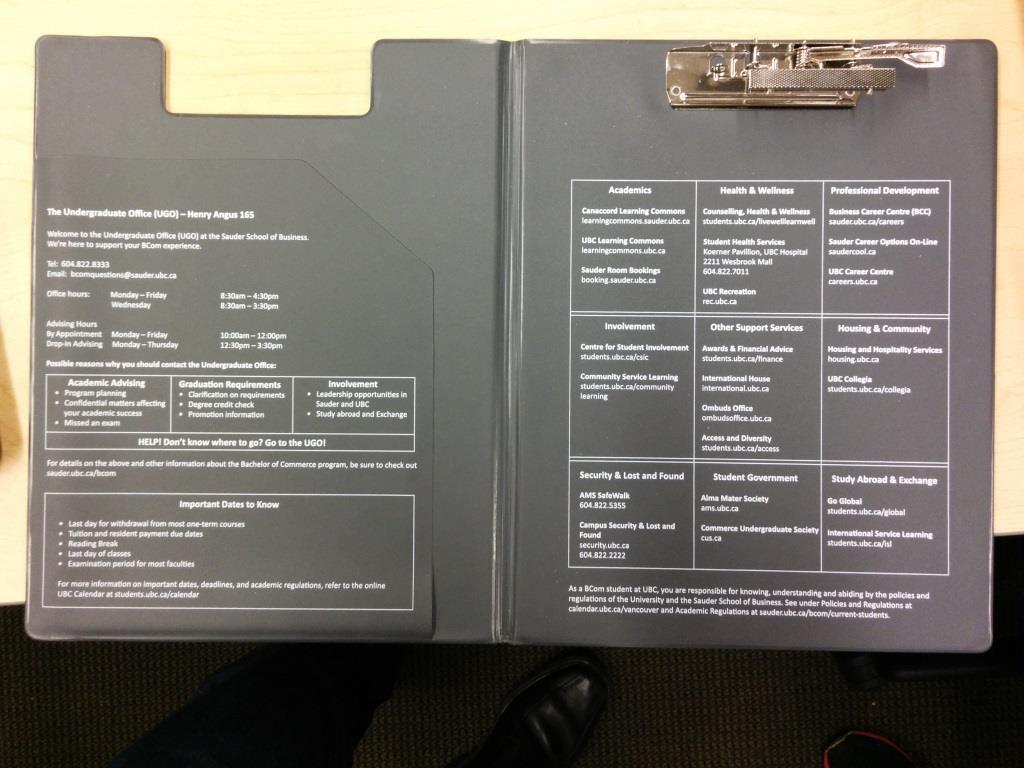 The Undergraduate Office (UGO) – Henry Angus 165
Welcome to the Undergraduate Office (UGO) at the Sauder School of Business.
We're here to support your BCom experience.
Tel: 604.822.8333
Email: bcomquestions@sauder.ubc.ca
Office hours: Monday – Friday 8:30am – 4:30pm
Wednesday 8:30am – 3:30pm
Advising Hours
By Appointment Monday – Friday 10:00am – 12:00pm
Drop-in Advising Monday – Thursday 12:30pm – 3:30pm
Possible reasons why you should contact the Undergraduate Office:
Academic Advising
• Program planning
• Confidential matters affecting
your academic success
• Missed an exam
Graduation Requirements
• Clarification on requirements
• Degree credit check
• Promotion information
Involvement
• Leadership opportunities in
Sauder and UBC
• Study abroad and Exchange
HELP! Don't know where to go? Go to the UGO!
For details on the above and other information about the Bachelor of Commerce program, be sure to check out
sauder.ubc.ca/bcom
Important Dates to Know
• Last day for withdrawal from most one-term courses
• Tuition and resident payment due dates
• Reading Break
• Last day of classes
• Examination period for most faculties
For more information on important dates, deadlines, and academic regulations, refer to the online
UBC Calendar at students.ubc.ca/calendar
Academics
Canaccord Learning Commons
learningcommons.sauder.ubc.ca
UBC Learning Commons
learningcommons.ubc.ca
Sauder Room Bookings
booking.sauder.ubc.ca
Health & Wellness
Counselling, Health & Wellness
students.ubc.ca/livewelllearnwell
Student Health Services
Koerner Pavillion, UBC Hospital
2211 Wesbrook Mall
604.822.7011
UBC Recreation
rec.ubc.ca
Professional Development
Business Career Centre (BCC)
sauder.ubc.ca/careers
Sauder Career Options On-Line
saudercool.ca
UBC Career Centre
careers.ubc.ca
Involvement
Centre for Student Involvement
students.ubc.ca/csic
Community Service Learning
students.ubc.ca/community
learning
Other Support Services
Awards & Financial Advice
students.ubc.ca/finance
International House
international.ubc.ca
Ombuds Office
ombudsoffice.ubc.ca
Access and Diversity
students.ubc.ca/access
Housing & Community
Housing and Hospitality Services
housing.ubc.ca
UBC Collegia
students.ubc.ca/collegia
Security & Lost and Found
AMS SafeWalk
604.822.5355
Campus Security & Lost and
Found
security.ubc.ca
604.822.2222
Student Government
Alma Mater Society
ams.ubc.ca
Commerce Undergraduate Society
cus.ca
Study Abroad & Exchange
Go Global
students.ubc.ca/global
International Service Learning
students.ubc.ca/isl
As a BCom student at UBC, you are responsible for knowing, understanding and abiding by the policies and
regulations of the University and the Sauder School of Business. See under Policies and Regulations at
calendar.ubc.ca/vancouver and Academic Regulations at sauder.ubc.ca/bcom/current-students.